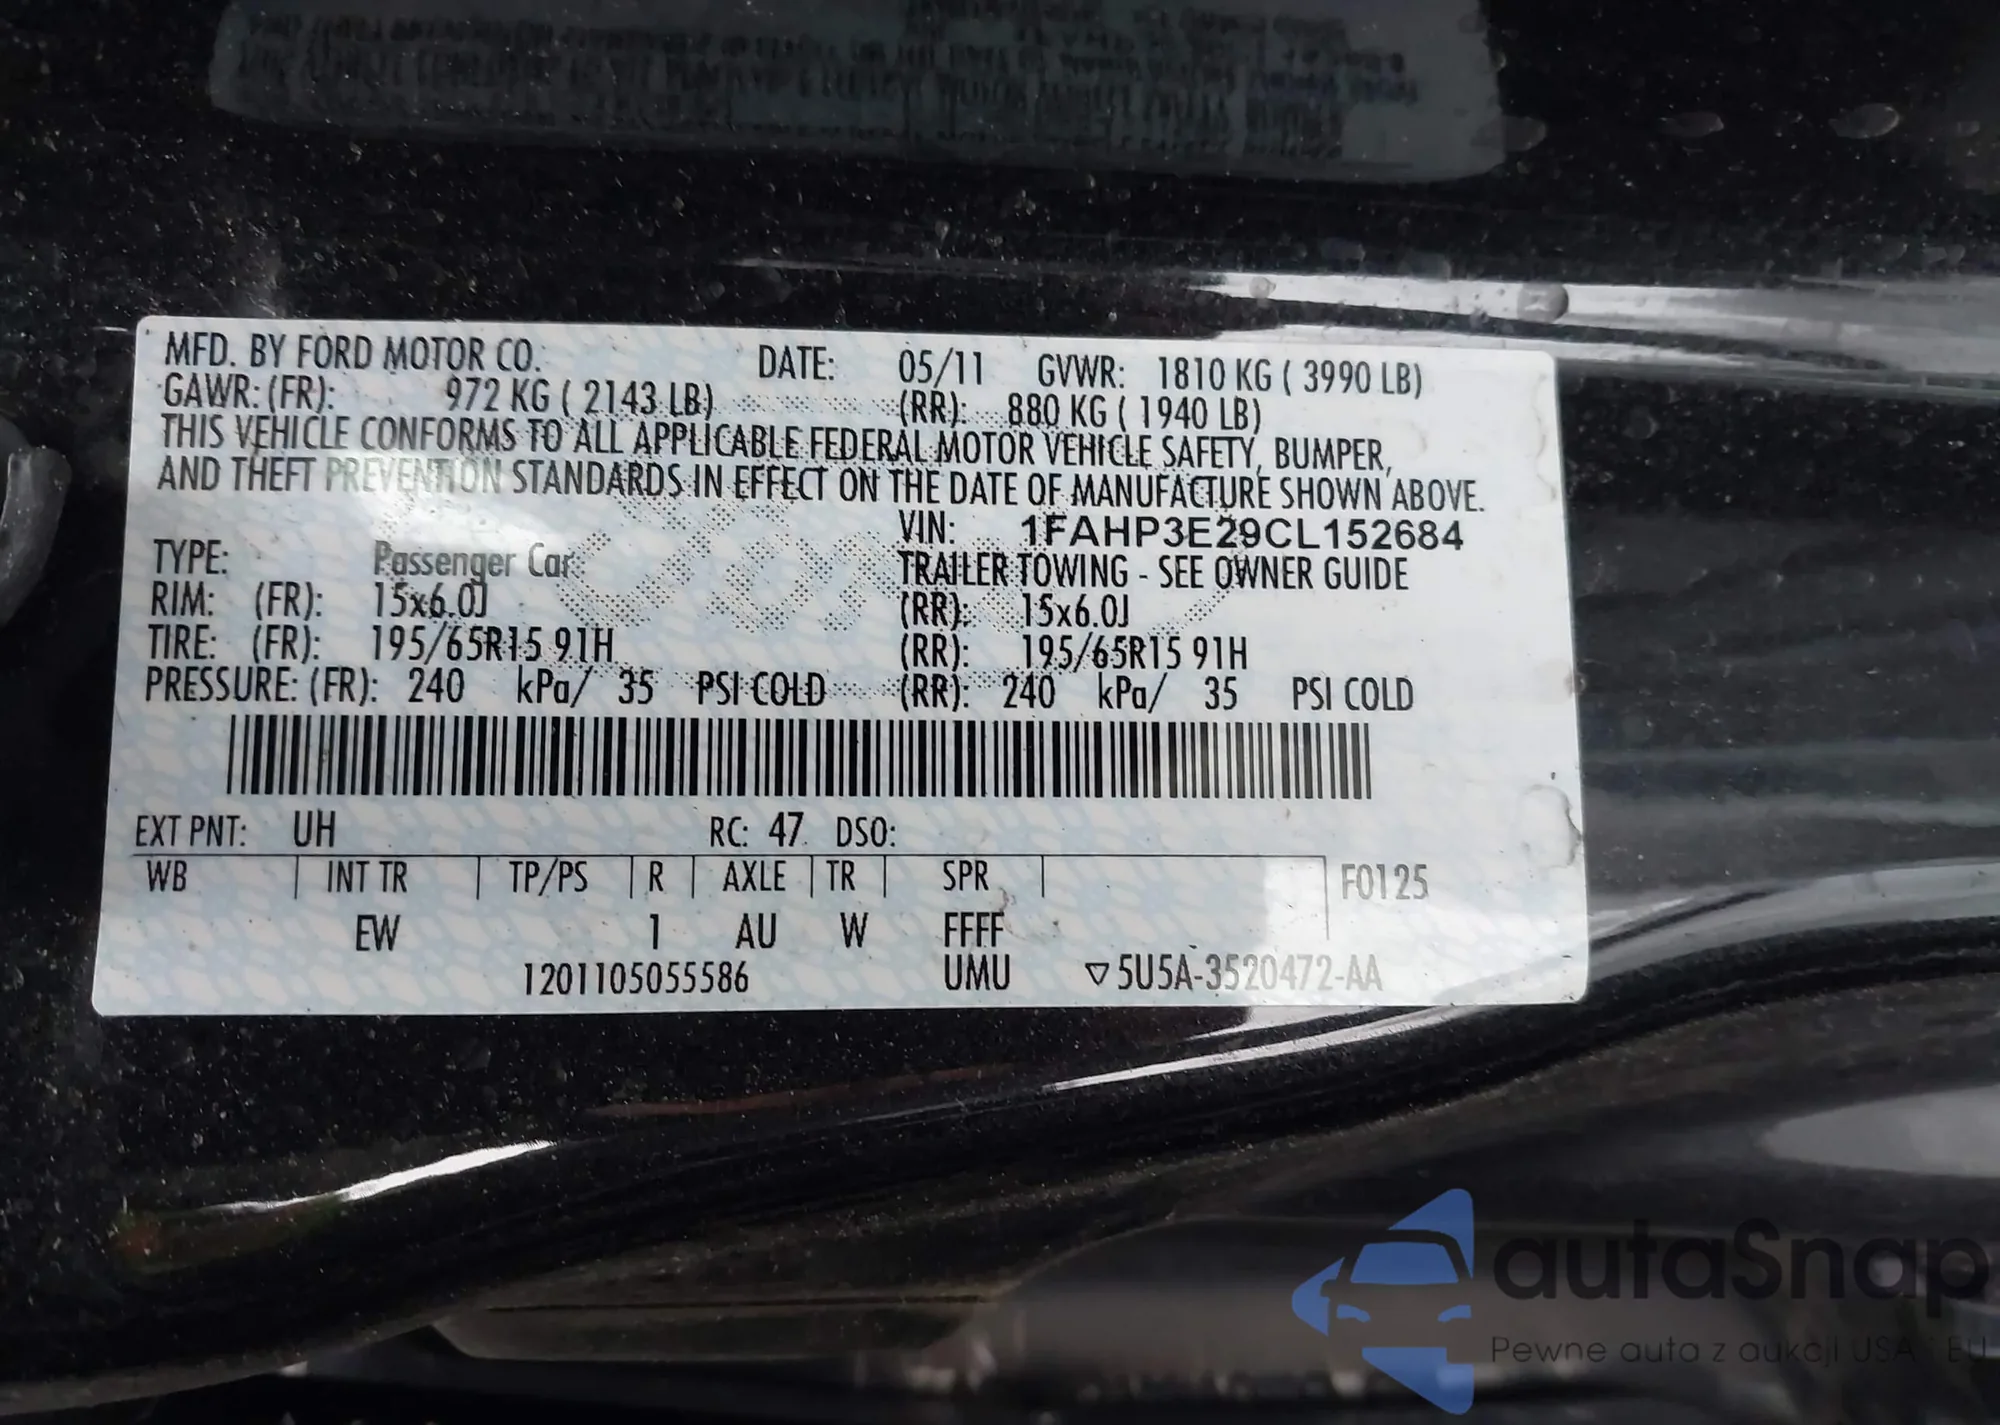 MFD. BY FORD MOTOR CO. DATE: 05/11 GVWR: 1810 KG ( 3990 LB)
GAWR: (FR): 972 KG ( 2143 LB) (RR): 880 KG ( 1940 LB)
THIS VEHICLE CONFORMS TO ALL APPLICABLE FEDERAL MOTOR VEHICLE SAFETY, BUMPER,
AND THEFT PREVENTION STANDARDS IN EFFECT ON THE DATE OF MANUFACTURE SHOWN ABOVE.
VIN: 1FAHP3E29CL152684
TYPE: Passenger Car TRAILER TOWING - SEE OWNER GUIDE
RIM: (FR): 15x6.0J (RR): 15x6.0J
TIRE: (FR): 195/65R15 91H (RR): 195/65R15 91H
PRESSURE: (FR): 240 kPa/ 35 PSI COLD (RR): 240 kPa/ 35 PSI COLD
EXT PNT: UH RC: 47 DSO:
WB INT TR TP/PS R AXLE TR SPR F0125
EW 1 AU W FFFF
1201105055586 UMU ▽5U5A-3520472-AA
autaSnap
Pewne auta z aukcji USA i EU